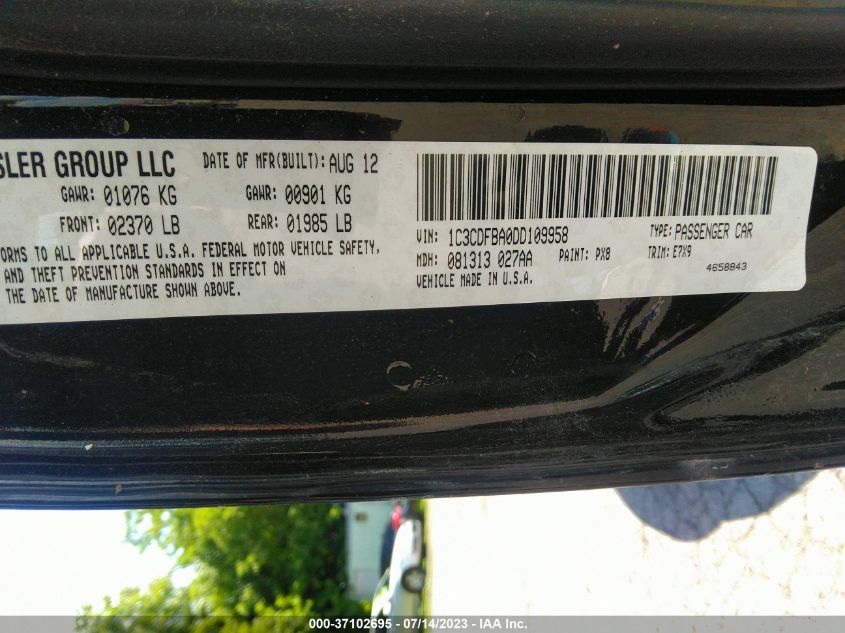 SLER GROUP LLC DATE OF MFR(BUILT): AUG 12
GAWR: 01076 KG GAWR: 00901 KG
FRONT: 02370 LB REAR: 01985 LB
FORMS TO ALL APPLICABLE U.S.A. FEDERAL MOTOR VEHICLE SAFETY,
AND THEFT PREVENTION STANDARDS IN EFFECT ON
THE DATE OF MANUFACTURE SHOWN ABOVE.
VIN: 1C3CDFBA0DD109958 TYPE: PASSENGER CAR
MDH: 081313 027AA PAINT: PX8 TRIM: E7X9
VEHICLE MADE IN U.S.A. 4658843
000-37102695 - 07/14/2023 - IAA Inc.